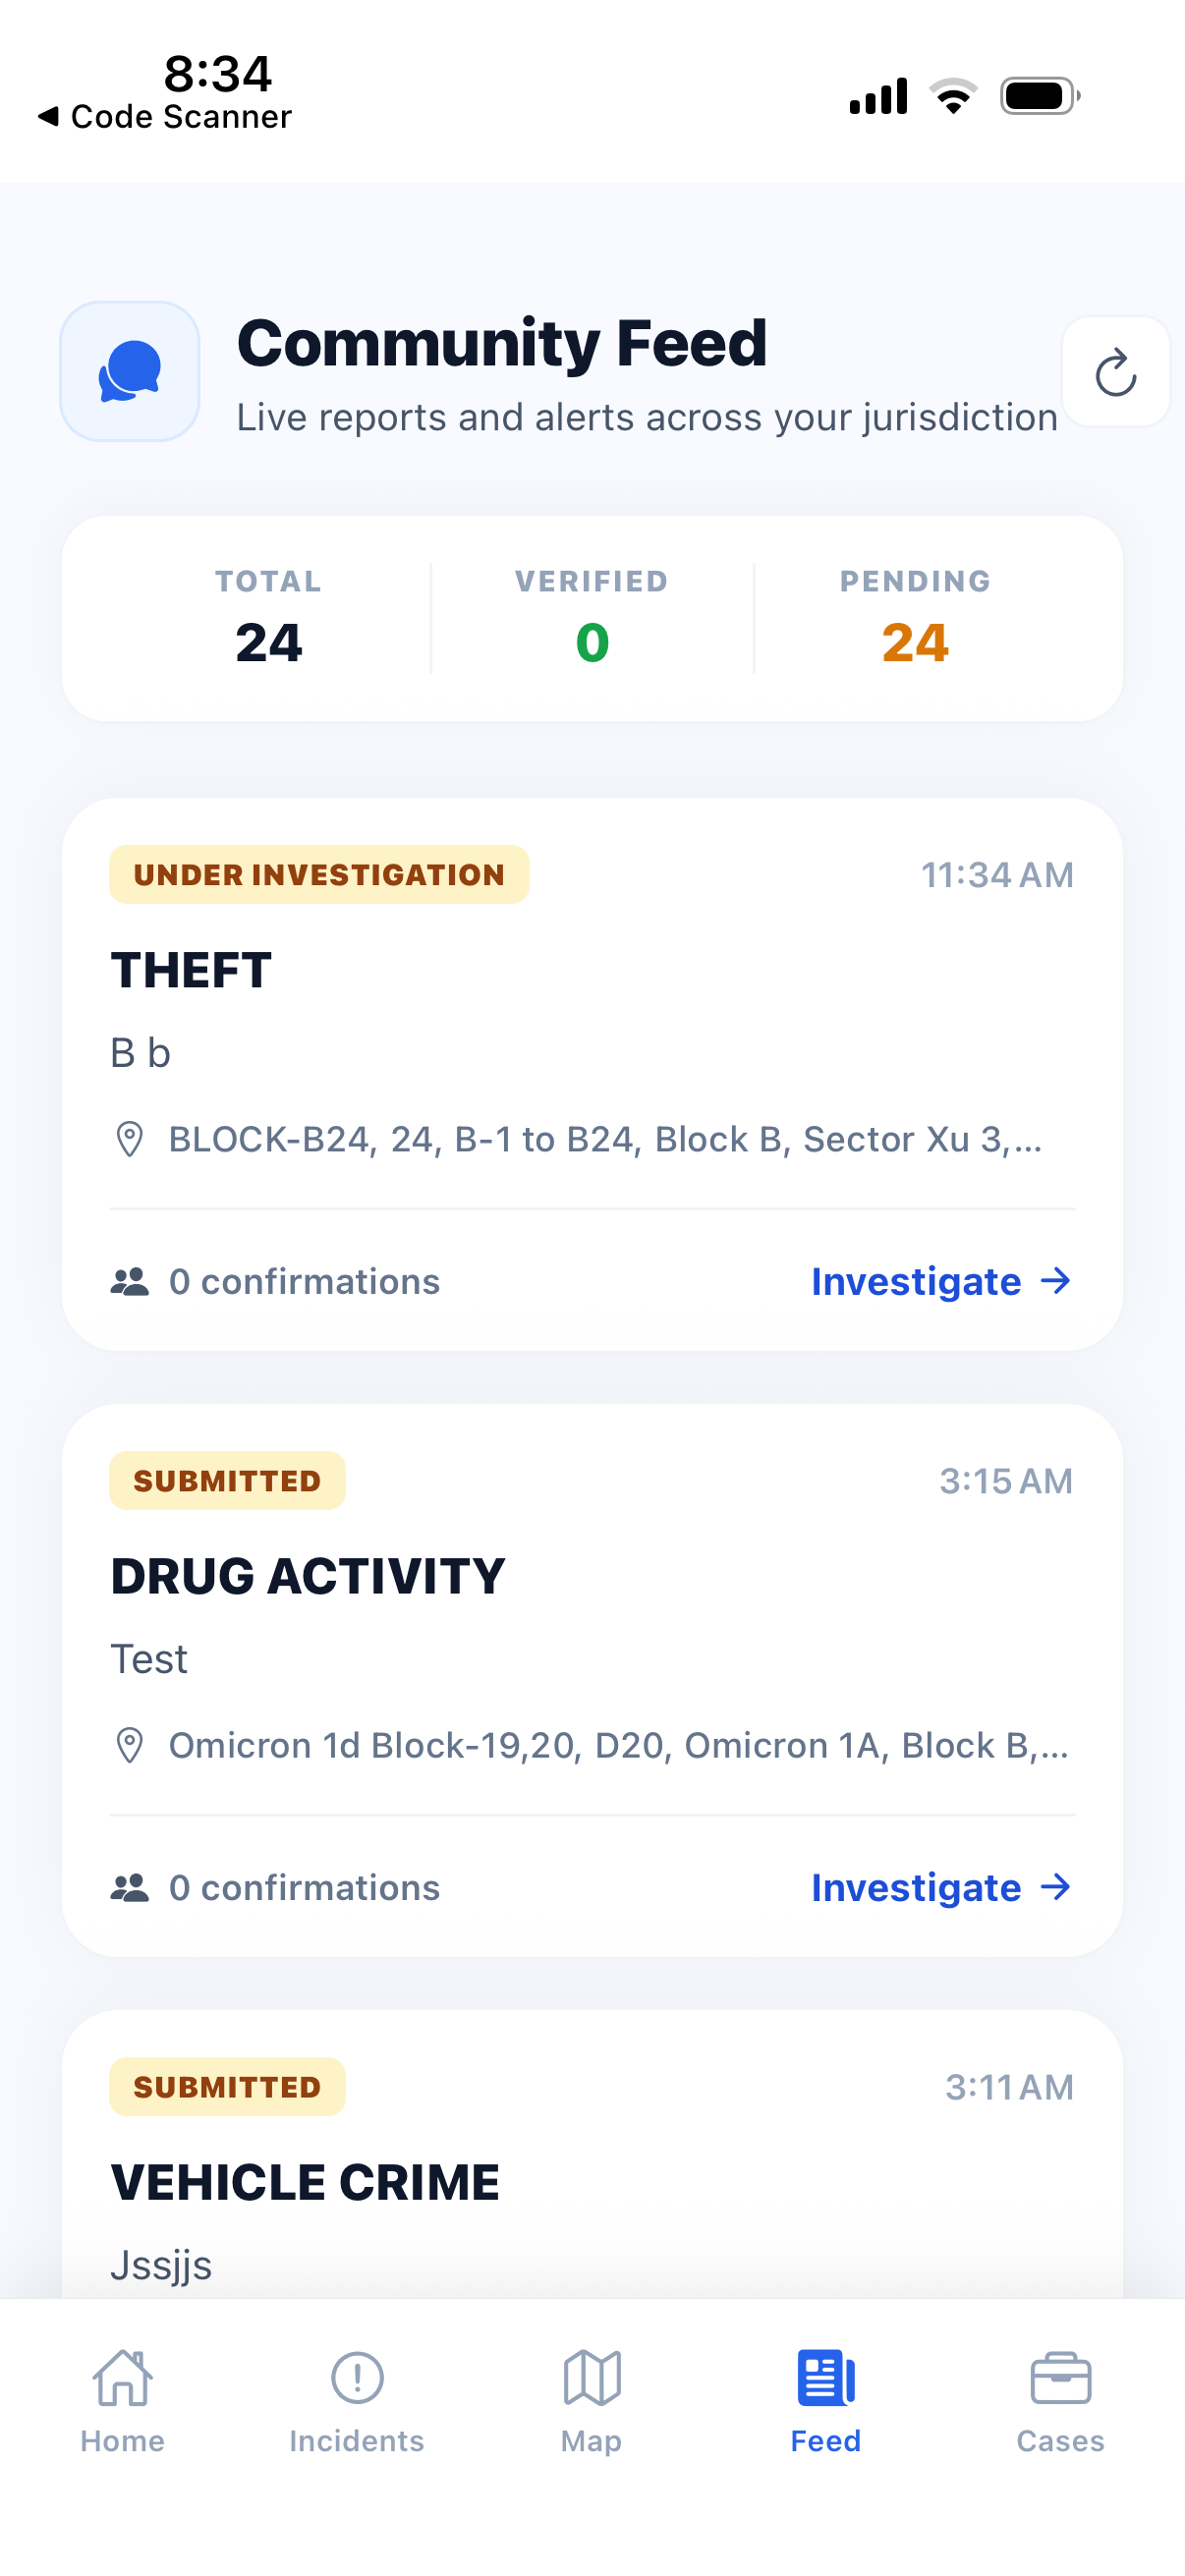 8:34
◀ Code Scanner
Community Feed
Live reports and alerts across your jurisdiction
TOTAL VERIFIED PENDING
24 0 24
UNDER INVESTIGATION 11:34 AM
THEFT
B b
BLOCK-B24, 24, B-1 to B24, Block B, Sector Xu 3,...
0 confirmations Investigate →
SUBMITTED 3:15 AM
DRUG ACTIVITY
Test
Omicron 1d Block-19,20, D20, Omicron 1A, Block B,...
0 confirmations Investigate →
SUBMITTED 3:11 AM
VEHICLE CRIME
Jssjjs
Home Incidents Map Feed Cases